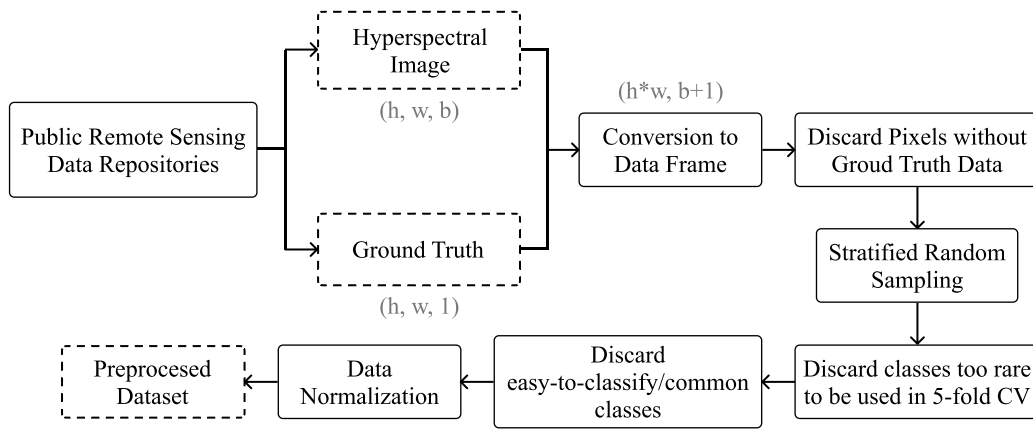 Public Remote Sensing
Data Repositories
Hyperspectral
Image
(h, w, b)
Ground Truth
(h, w, 1)
(h*w, b+1)
Conversion to
Data Frame
Discard Pixels without
Groud Truth Data
Stratified Random
Sampling
Discard classes too rare
to be used in 5-fold CV
Discard
easy-to-classify/common
classes
Data
Normalization
Preprocesed
Dataset